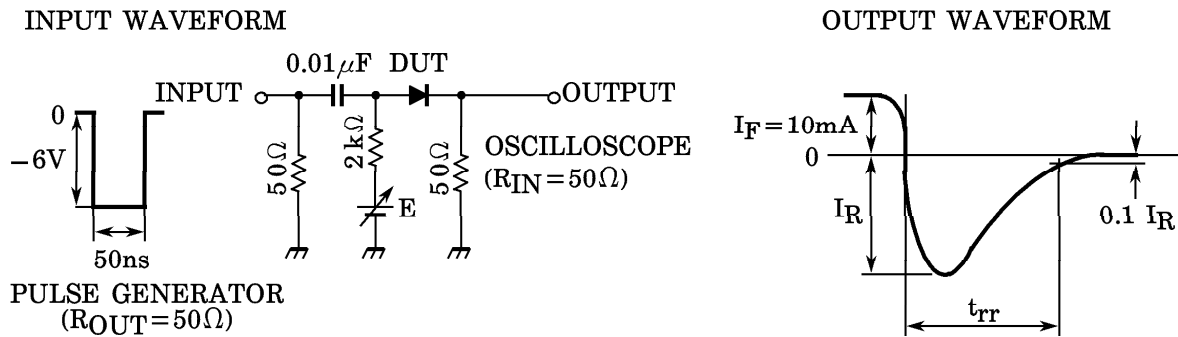 INPUT WAVEFORM
0
−6V
50ns
PULSE GENERATOR
(ROUT=50Ω)
INPUT
0.01μF DUT
50Ω
2kΩ
E
50Ω
OUTPUT
OSCILLOSCOPE
(RIN=50Ω)
OUTPUT WAVEFORM
IF=10mA
0
IR
0.1 IR
trr